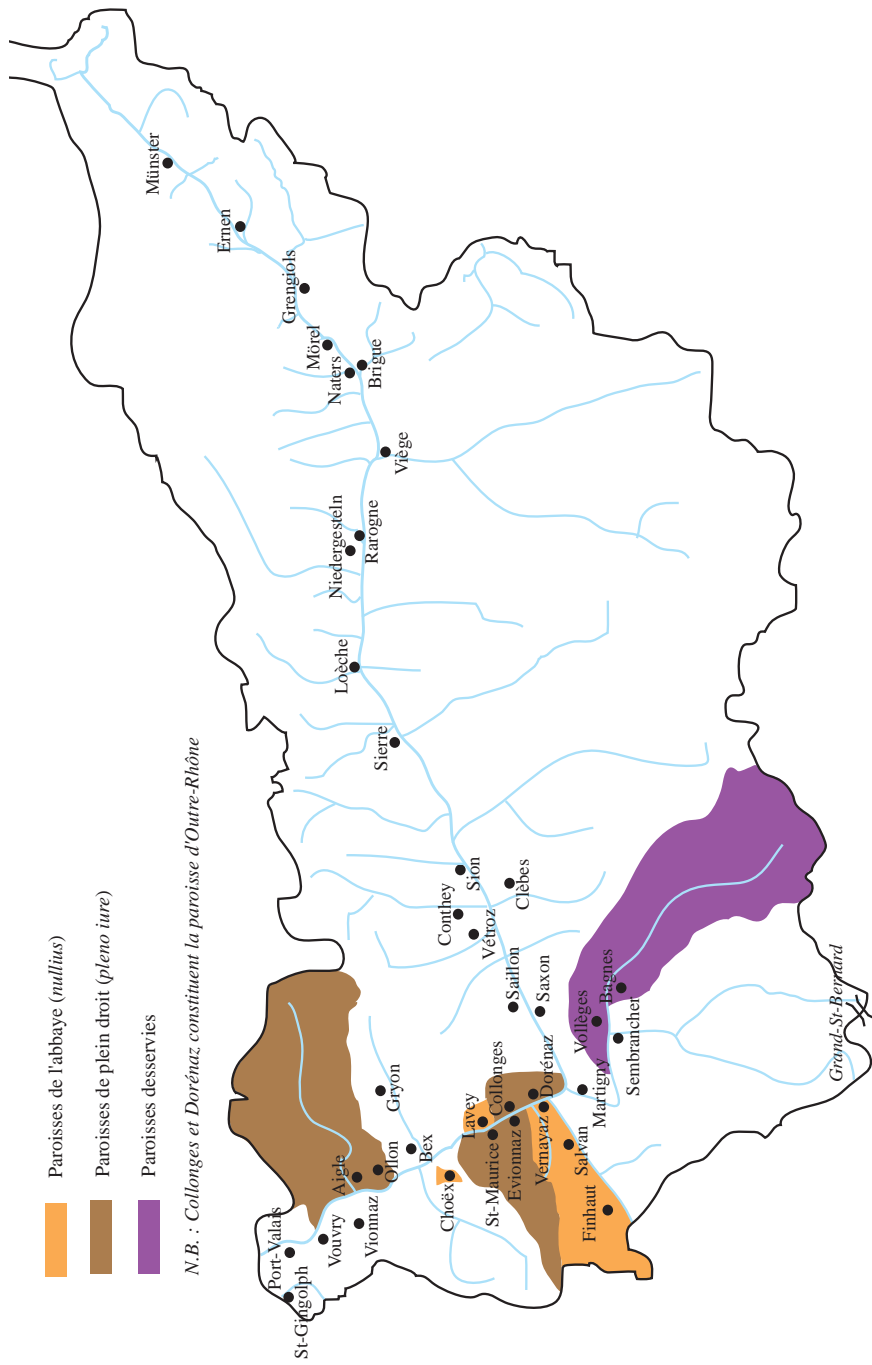 Paroisses de l'abbaye (nullius)
Paroisses de plein droit (pleno iure)
Paroisses desservies
N.B. : Collonges et Dorénaz constituent la paroisse d'Outre-Rhône
St-Gingolph
Port-Valais
Vouvry
Vionnaz
Aigle
Ollon
Bex
Gryon
Choëx
St-Maurice
Lavey
Collonges
Evionnaz
Dorénaz
Vernayaz
Salvan
Finhaut
Martigny
Sembrancher
Vollèges
Bagnes
Grand-St-Bernard
Saxon
Saillon
Vétroz
Conthey
Clèbes
Sion
Sierre
Loèche
Niedergesteln
Rarogne
Viège
Brigue
Naters
Mörel
Grengiols
Ernen
Münster